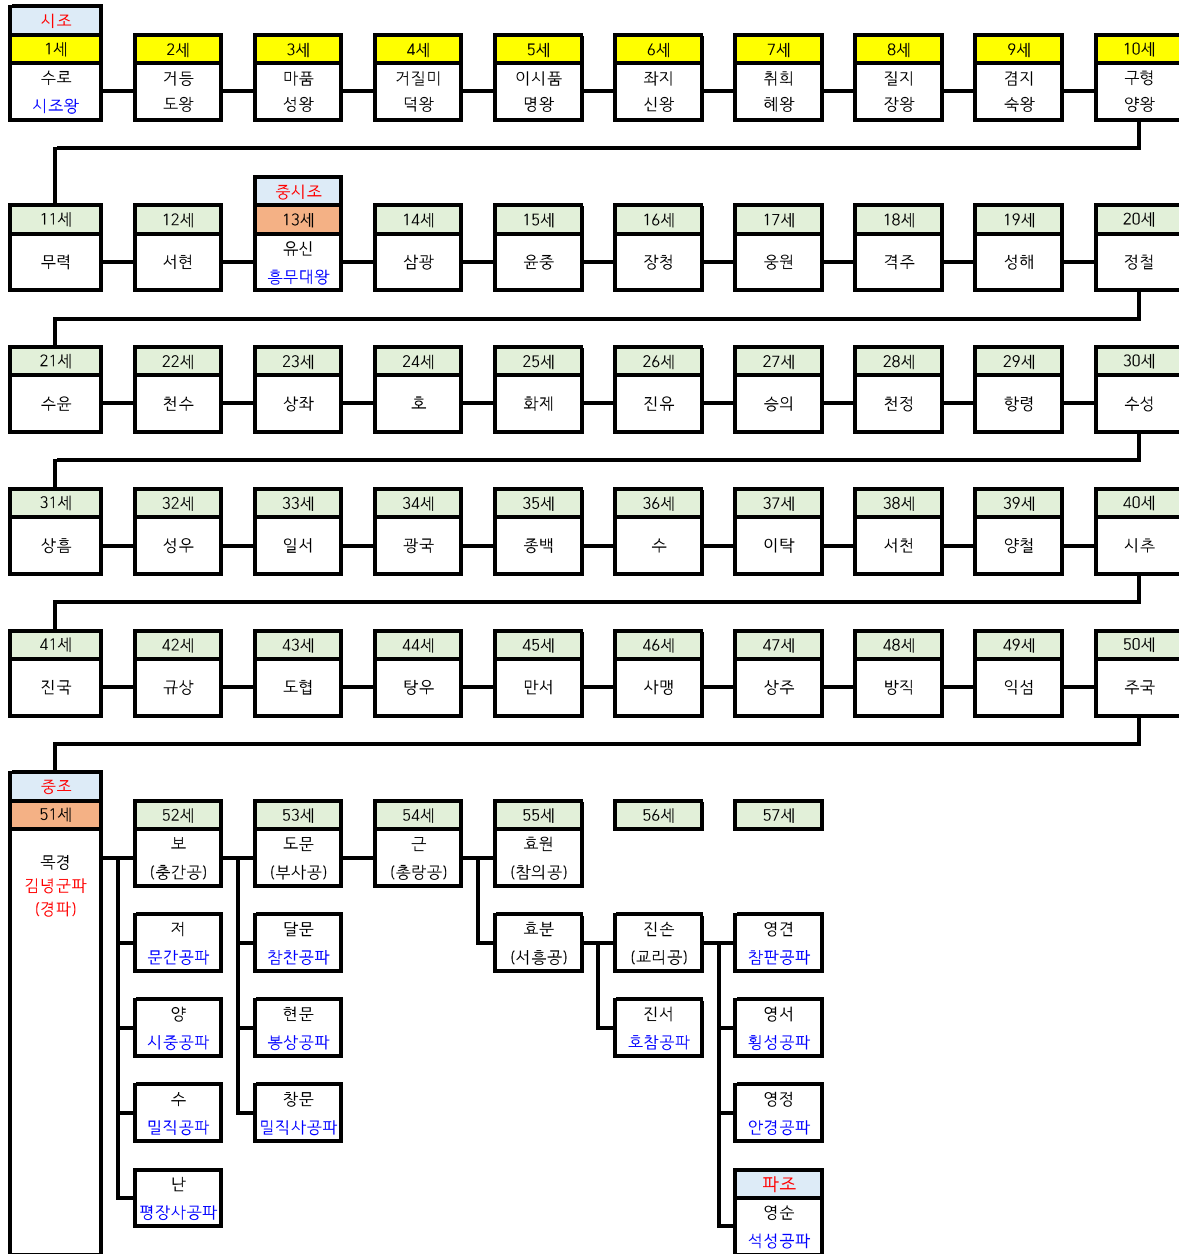 시조
1세 2세 3세 4세 5세 6세 7세 8세 9세 10세
수로 거등 마품 거질미 이시품 좌지 취희 질지 겸지 구형
시조왕 도왕 성왕 덕왕 명왕 신왕 혜왕 장왕 숙왕 양왕
중시조
11세 12세 13세 14세 15세 16세 17세 18세 19세 20세
무력 서현 유신 삼광 윤중 장청 웅원 격주 성해 정철
흥무대왕
21세 22세 23세 24세 25세 26세 27세 28세 29세 30세
수윤 천수 상좌 호 화제 진유 승의 천정 항령 수성
31세 32세 33세 34세 35세 36세 37세 38세 39세 40세
상흠 성우 일서 광국 종백 수 이탁 서천 양철 시추
41세 42세 43세 44세 45세 46세 47세 48세 49세 50세
진국 규상 도협 탕우 만서 사맹 상주 방직 익섬 주국
중조
51세 52세 53세 54세 55세 56세 57세
보 도문 근 효원
목경 (충간공) (부사공) (총랑공) (참의공)
김녕군파
(경파)
저 달문 효분 진손 영견
문간공파 참찬공파 (서흥공) (교리공) 참판공파
양 현문 진서 영서
시중공파 봉상공파 호참공파 횡성공파
수 창문 영정
밀직공파 밀직사공파 안경공파
난 파조
평장사공파 영순
석성공파